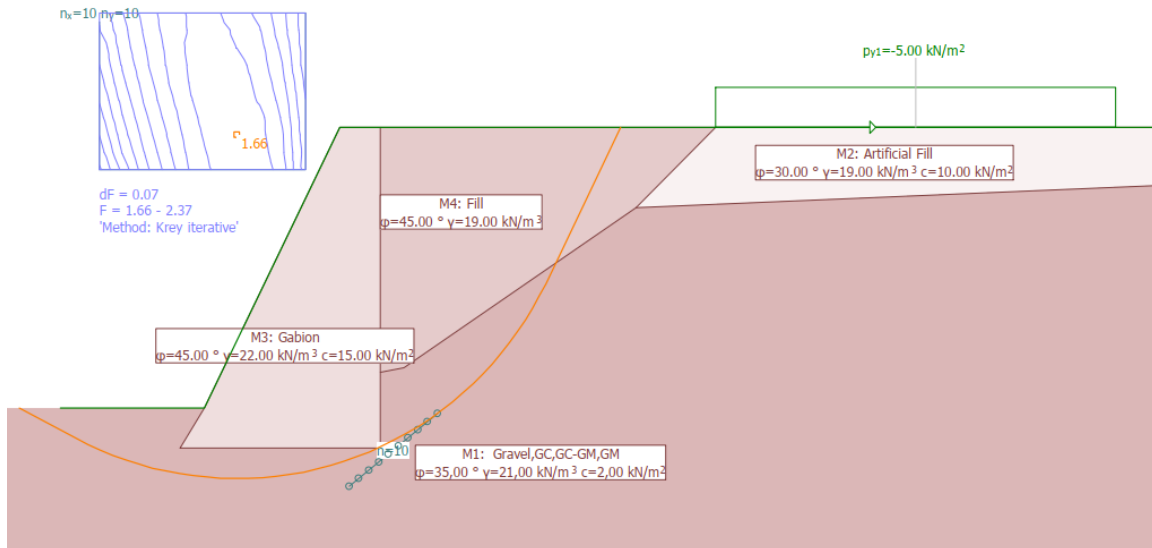 nx=10 ny=10
1.66
dF = 0.07
F = 1.66 - 2.37
'Method: Krey iterative'
py1=-5.00 kN/m²
M2: Artificial Fill
φ=30.00 ° γ=19.00 kN/m³ c=10.00 kN/m²
M4: Fill
φ=45.00 ° γ=19.00 kN/m³
M3: Gabion
φ=45.00 ° γ=22.00 kN/m³ c=15.00 kN/m²
n=10
M1: Gravel,GC,GC-GM,GM
φ=35,00 ° γ=21,00 kN/m³ c=2,00 kN/m²